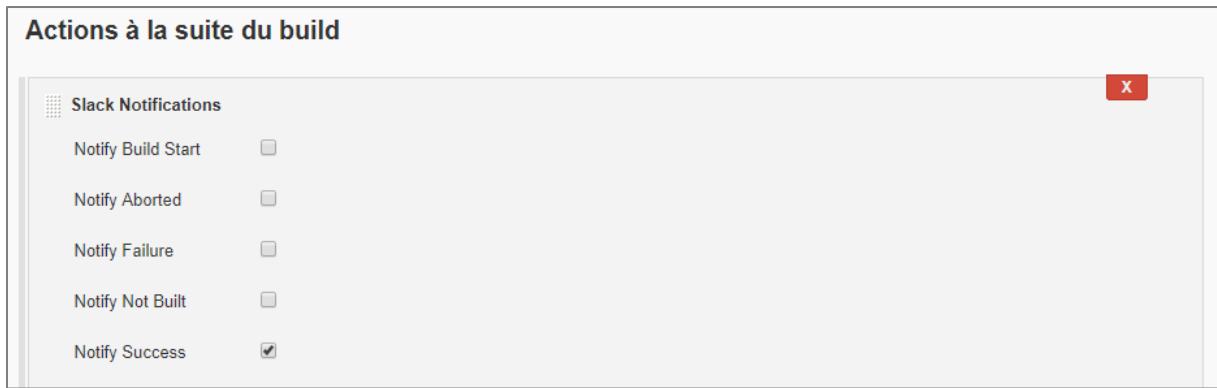 Actions à la suite du build
X
Slack Notifications
Notify Build Start
Notify Aborted
Notify Failure
Notify Not Built
Notify Success